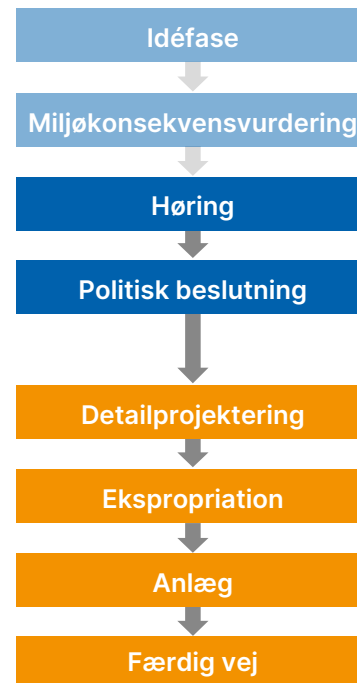 Idéfase
Miljøkonsekvensvurdering
Høring
Politisk beslutning
Detailprojektering
Ekspropriation
Anlæg
Færdig vej